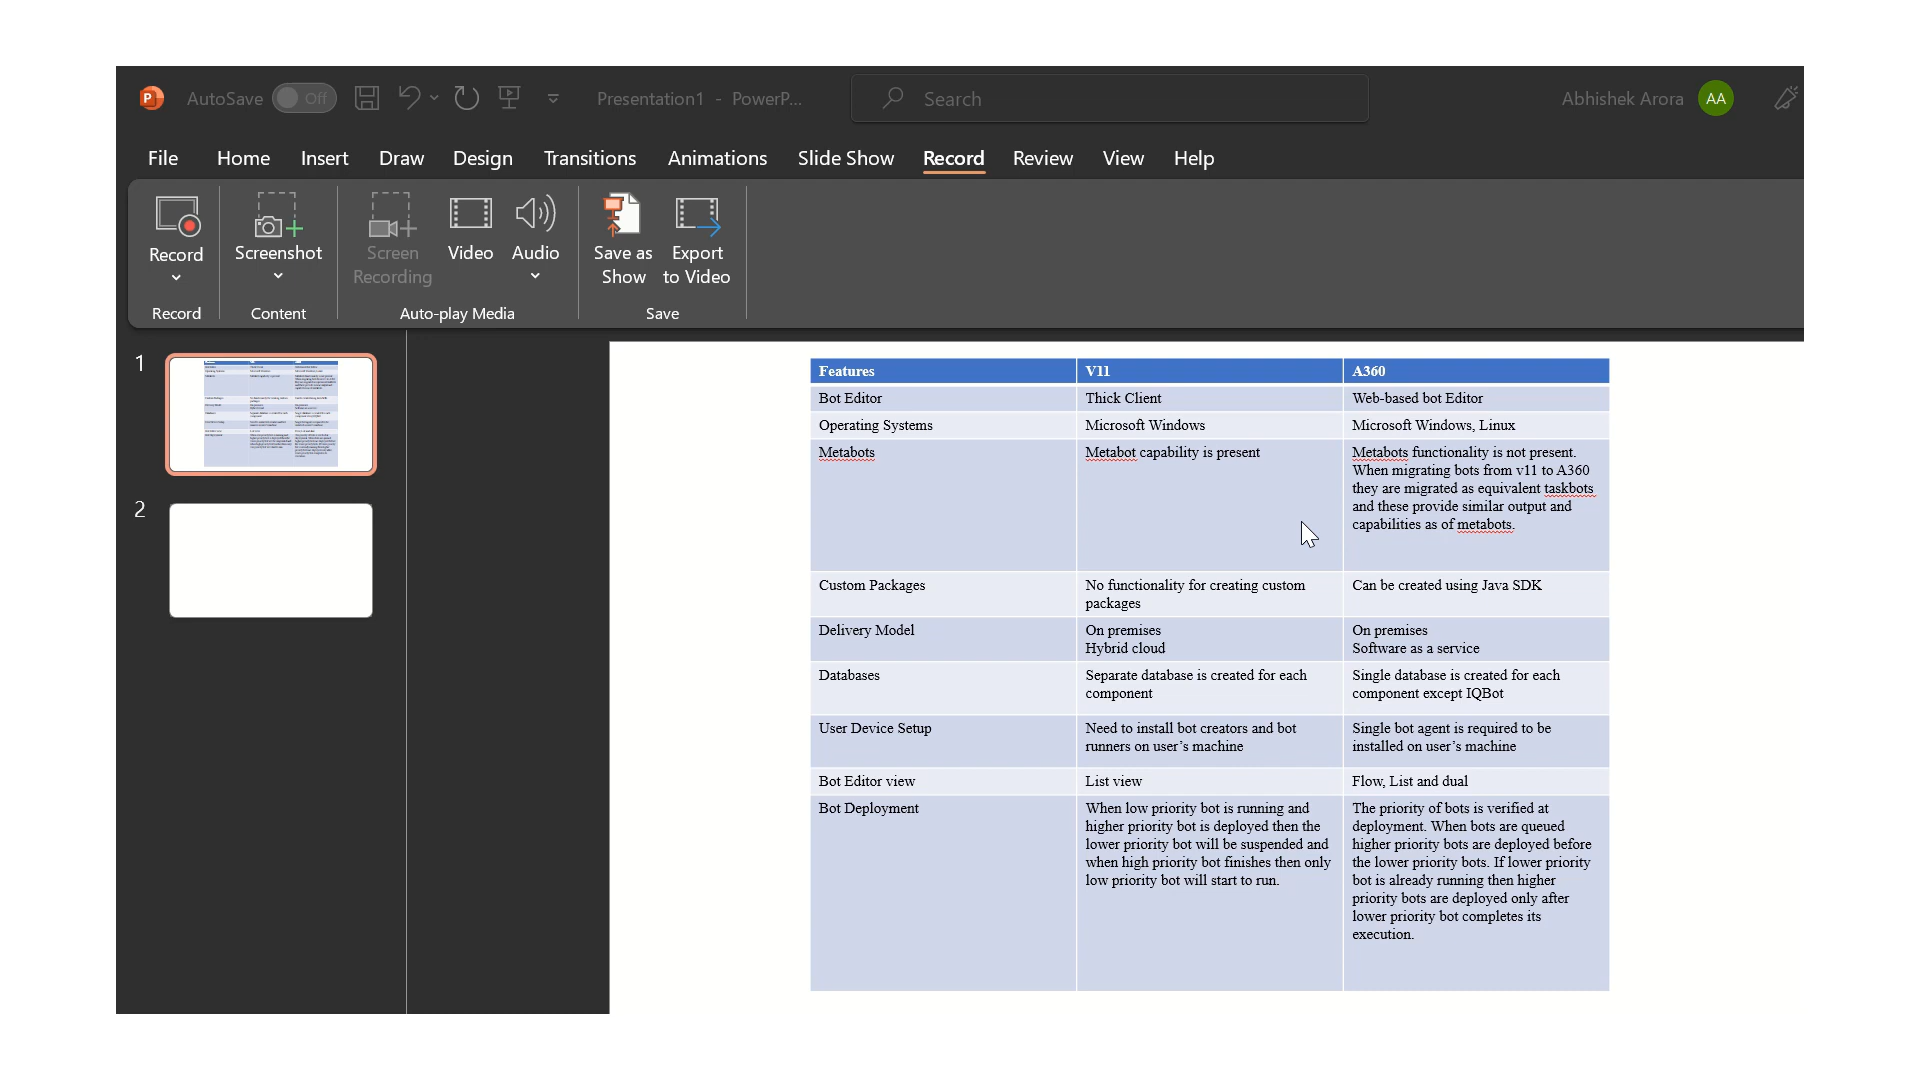 AutoSave Off Presentation1 - PowerP... Search Abhishek Arora AA
File Home Insert Draw Design Transitions Animations Slide Show Record Review View Help
Record
Screenshot
Screen
Recording
Video
Audio
Save as
Show
Export
to Video
Record Content Auto-play Media Save
1
2
Features V11 A360
Bot Editor Thick Client Web-based bot Editor
Operating Systems Microsoft Windows Microsoft Windows, Linux
Metabots Metabot capability is present Metabots functionality is not present.
When migrating bots from v11 to A360
they are migrated as equivalent taskbots
and these provide similar output and
capabilities as of metabots.
Custom Packages
No functionality for creating custom
packages
Can be created using Java SDK
Delivery Model
On premises
Hybrid cloud
On premises
Software as a service
Databases
Separate database is created for each
component
Single database is created for each
component except IQBot
User Device Setup
Need to install bot creators and bot
runners on user’s machine
Single bot agent is required to be
installed on user’s machine
Bot Editor view List view Flow, List and dual
Bot Deployment
When low priority bot is running and
higher priority bot is deployed then the
lower priority bot will be suspended and
when high priority bot finishes then only
low priority bot will start to run.
The priority of bots is verified at
deployment. When bots are queued
higher priority bots are deployed before
the lower priority bots. If lower priority
bot is already running then higher
priority bots are deployed only after
lower priority bot completes its
execution.